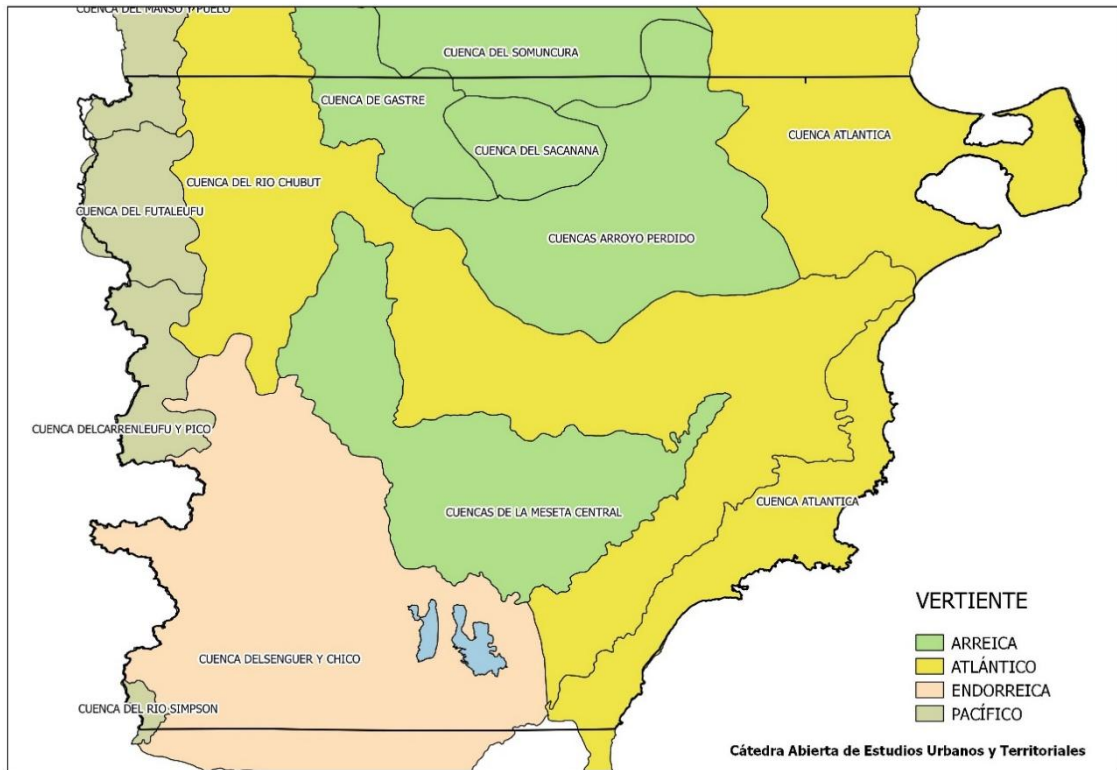 CUENCA DEL MANSO Y PUELO
CUENCA DEL SOMUNCURA
CUENCA DE GASTRE
CUENCA ATLANTICA
CUENCA DEL SACANANA
CUENCA DEL RIO CHUBUT
CUENCA DEL FUTALEUFU
CUENCAS ARROYO PERDIDO
CUENCA DELCARRENLEUFU Y PICO
CUENCA ATLANTICA
CUENCAS DE LA MESETA CENTRAL
CUENCA DELSENGUER Y CHICO
CUENCA DEL RIO SIMPSON
VERTIENTE
ARREICA
ATLÁNTICO
ENDORREICA
PACÍFICO
Cátedra Abierta de Estudios Urbanos y Territoriales